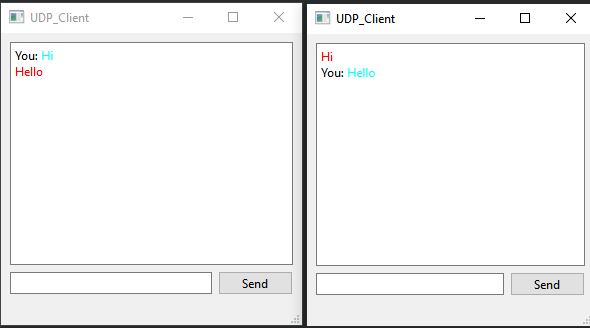 UDP_Client
You: Hi
Hello
Send
UDP_Client
Hi
You: Hello
Send